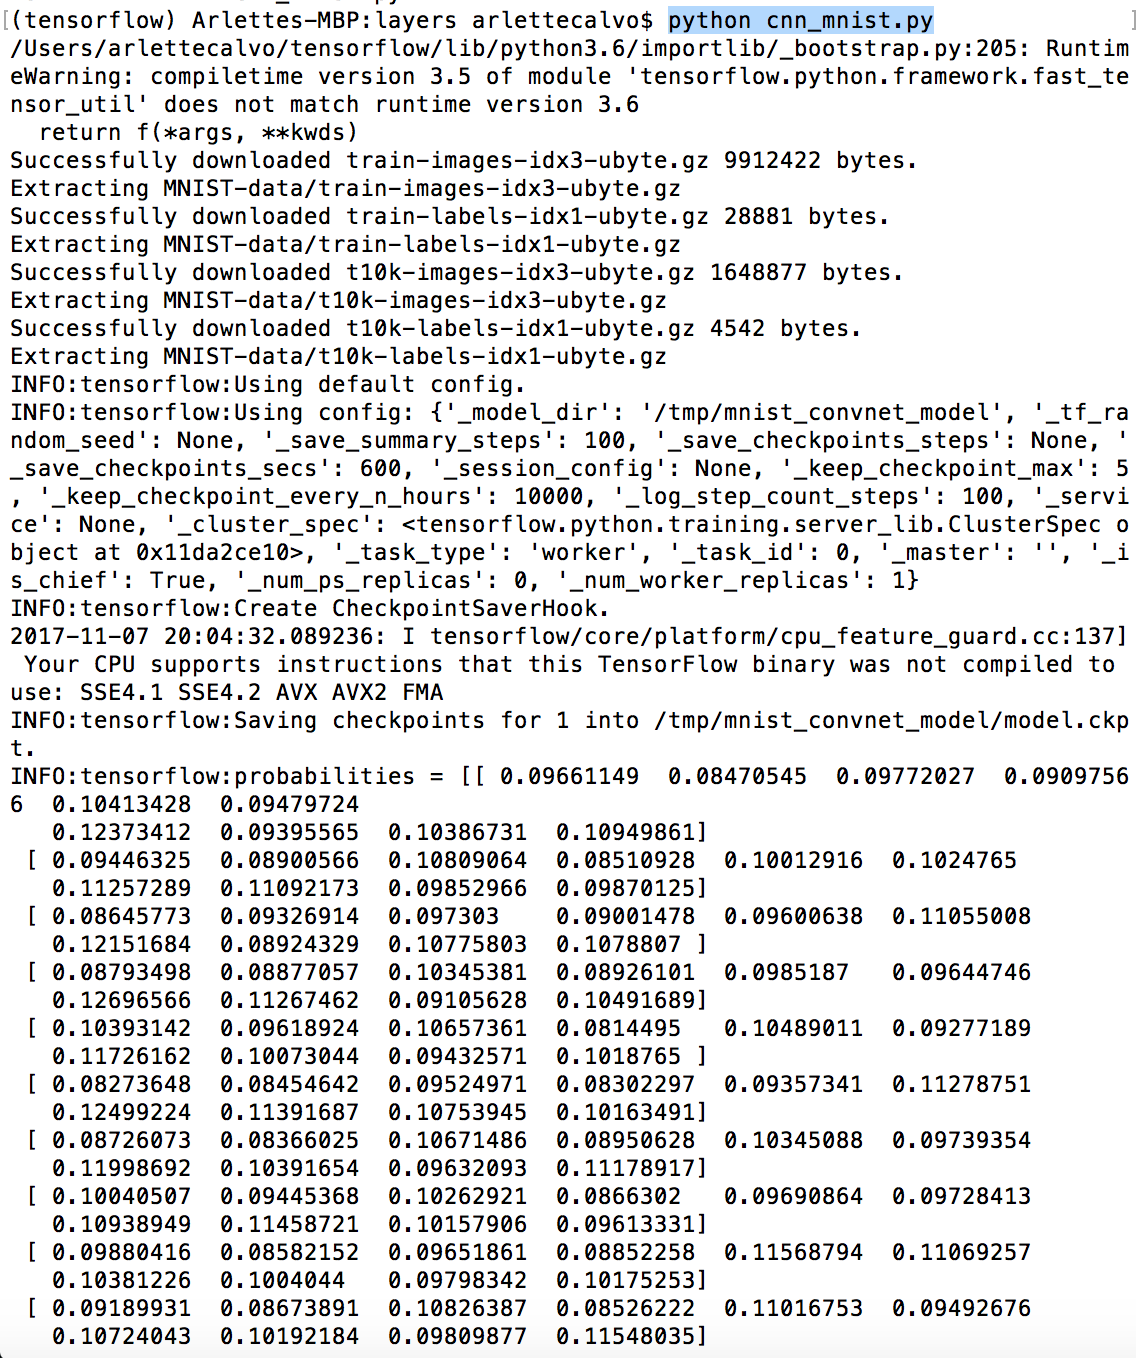 [(tensorflow) Arlettes-MBP:layers arlettecalvo$ python cnn_mnist.py ]
/Users/arlettecalvo/tensorflow/lib/python3.6/importlib/_bootstrap.py:205: Runtim
eWarning: compiletime version 3.5 of module 'tensorflow.python.framework.fast_te
nsor_util' does not match runtime version 3.6
  return f(*args, **kwds)
Successfully downloaded train-images-idx3-ubyte.gz 9912422 bytes.
Extracting MNIST-data/train-images-idx3-ubyte.gz
Successfully downloaded train-labels-idx1-ubyte.gz 28881 bytes.
Extracting MNIST-data/train-labels-idx1-ubyte.gz
Successfully downloaded t10k-images-idx3-ubyte.gz 1648877 bytes.
Extracting MNIST-data/t10k-images-idx3-ubyte.gz
Successfully downloaded t10k-labels-idx1-ubyte.gz 4542 bytes.
Extracting MNIST-data/t10k-labels-idx1-ubyte.gz
INFO:tensorflow:Using default config.
INFO:tensorflow:Using config: {'_model_dir': '/tmp/mnist_convnet_model', '_tf_ra
ndom_seed': None, '_save_summary_steps': 100, '_save_checkpoints_steps': None, '
_save_checkpoints_secs': 600, '_session_config': None, '_keep_checkpoint_max': 5
, '_keep_checkpoint_every_n_hours': 10000, '_log_step_count_steps': 100, '_servi
ce': None, '_cluster_spec': <tensorflow.python.training.server_lib.ClusterSpec o
bject at 0x11da2ce10>, '_task_type': 'worker', '_task_id': 0, '_master': '', '_i
s_chief': True, '_num_ps_replicas': 0, '_num_worker_replicas': 1}
INFO:tensorflow:Create CheckpointSaverHook.
2017-11-07 20:04:32.089236: I tensorflow/core/platform/cpu_feature_guard.cc:137]
 Your CPU supports instructions that this TensorFlow binary was not compiled to
use: SSE4.1 SSE4.2 AVX AVX2 FMA
INFO:tensorflow:Saving checkpoints for 1 into /tmp/mnist_convnet_model/model.ckp
t.
INFO:tensorflow:probabilities = [[ 0.09661149  0.08470545  0.09772027  0.0909756
6  0.10413428  0.09479724
   0.12373412  0.09395565  0.10386731  0.10949861]
 [ 0.09446325  0.08900566  0.10809064  0.08510928  0.10012916  0.1024765
   0.11257289  0.11092173  0.09852966  0.09870125]
 [ 0.08645773  0.09326914  0.097303    0.09001478  0.09600638  0.11055008
   0.12151684  0.08924329  0.10775803  0.1078807 ]
 [ 0.08793498  0.08877057  0.10345381  0.08926101  0.0985187   0.09644746
   0.12696566  0.11267462  0.09105628  0.10491689]
 [ 0.10393142  0.09618924  0.10657361  0.0814495   0.10489011  0.09277189
   0.11726162  0.10073044  0.09432571  0.1018765 ]
 [ 0.08273648  0.08454642  0.09524971  0.08302297  0.09357341  0.11278751
   0.12499224  0.11391687  0.10753945  0.10163491]
 [ 0.08726073  0.08366025  0.10671486  0.08950628  0.10345088  0.09739354
   0.11998692  0.10391654  0.09632093  0.11178917]
 [ 0.10040507  0.09445368  0.10262921  0.0866302   0.09690864  0.09728413
   0.10938949  0.11458721  0.10157906  0.09613331]
 [ 0.09880416  0.08582152  0.09651861  0.08852258  0.11568794  0.11069257
   0.10381226  0.1004044   0.09798342  0.10175253]
 [ 0.09189931  0.08673891  0.10826387  0.08526222  0.11016753  0.09492676
   0.10724043  0.10192184  0.09809877  0.11548035]